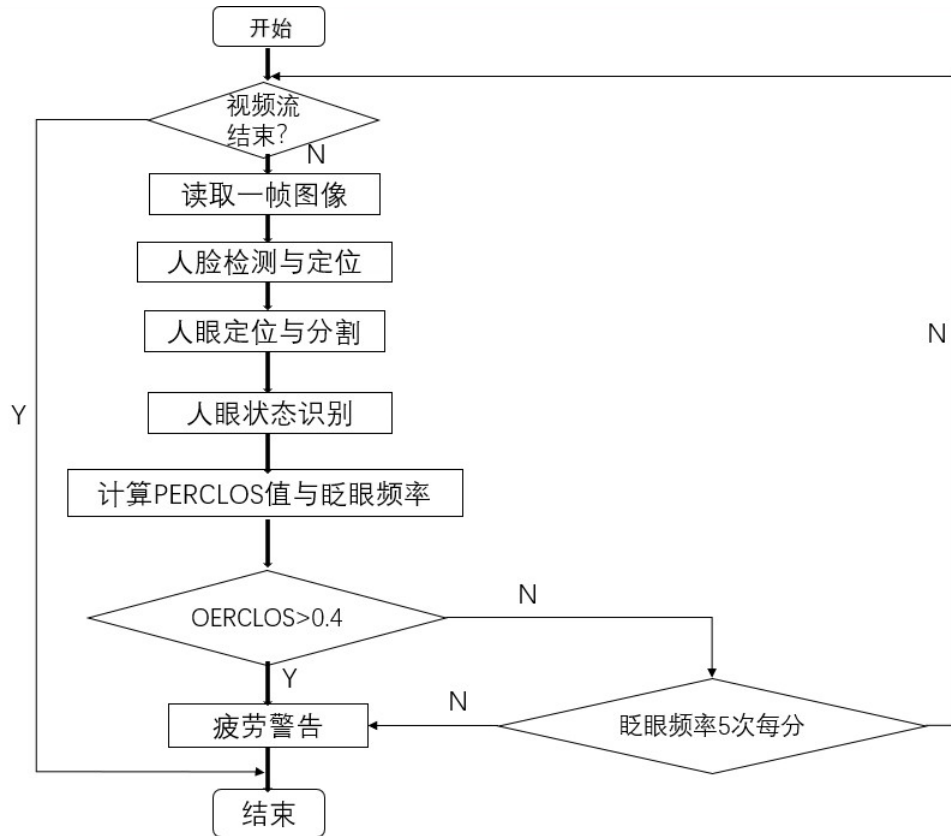 开始
视频流
结束?
N
读取一帧图像
人脸检测与定位
人眼定位与分割
N
Y
人眼状态识别
计算PERCLOS值与眨眼频率
N
OERCLOS>0.4
Y
N
疲劳警告
眨眼频率5次每分
结束